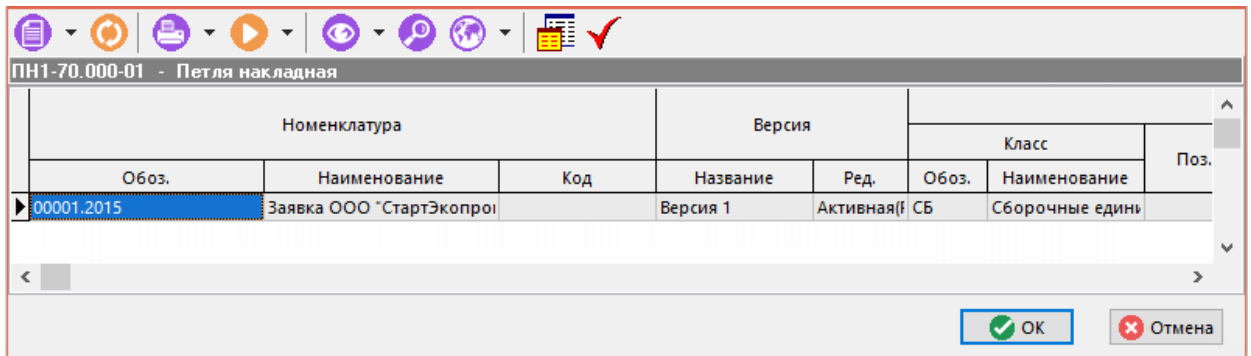 ПН1-70.000-01 - Петля накладная
Номенклатура Версия
Класс Поз.
Обоз. Наименование Код Название Ред. Обоз. Наименование
00001.2015 Заявка ООО "СтартЭкопро Версия 1 Активная( СБ Сборочные един
OK Отмена